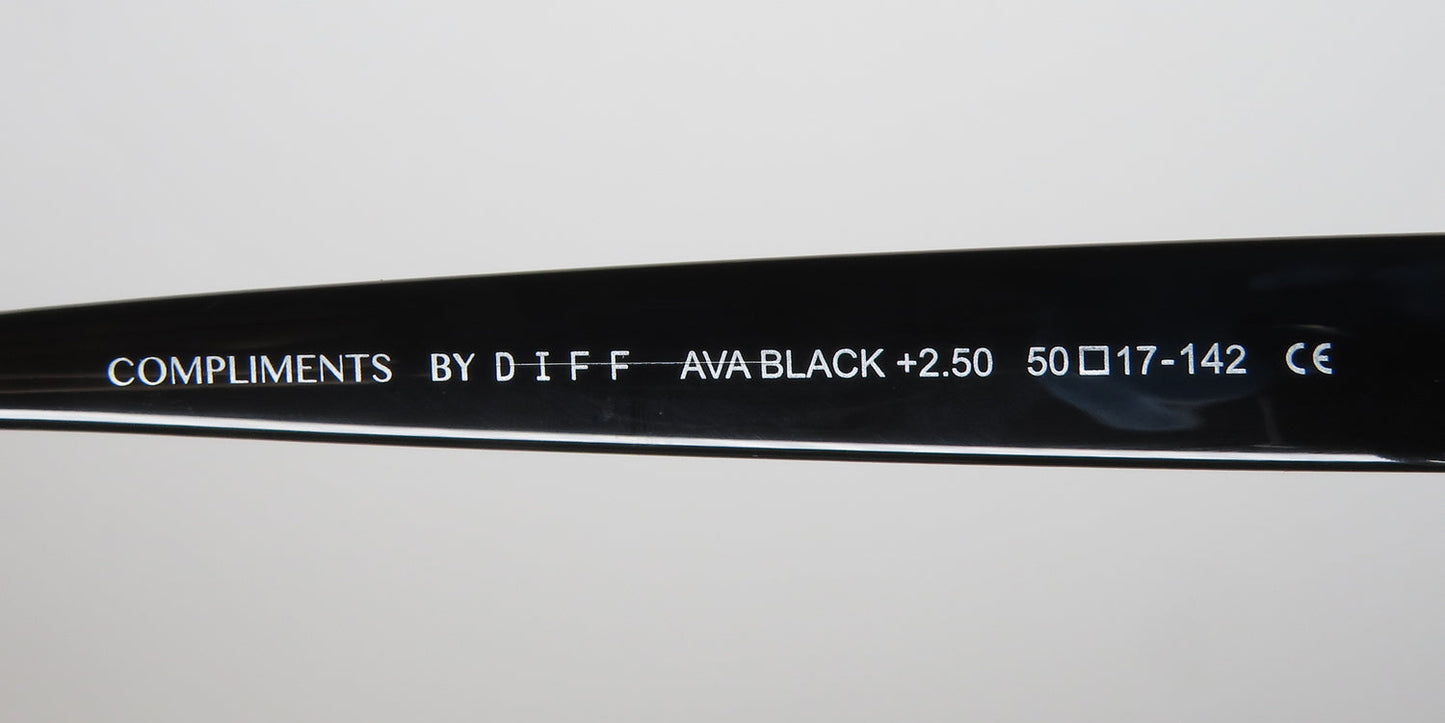 COMPLIMENTS BY DIFF AVA BLACK +2.50 50□17-142 CE